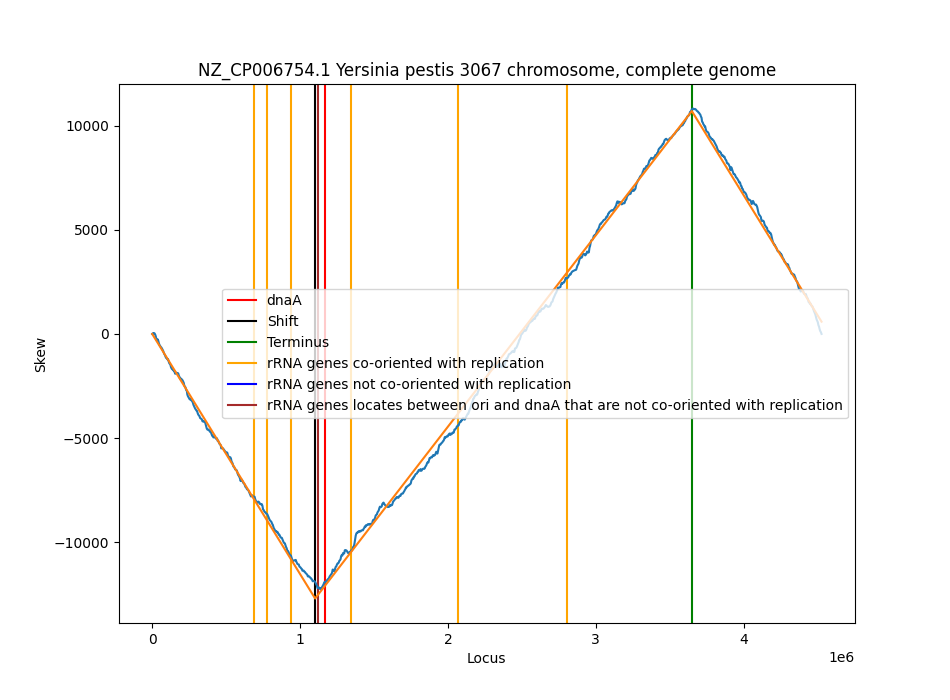 NZ_CP006754.1 Yersinia pestis 3067 chromosome, complete genome
10000
5000
0
−5000
−10000
Skew
dnaA
Shift
Terminus
rRNA genes co-oriented with replication
rRNA genes not co-oriented with replication
rRNA genes locates between ori and dnaA that are not co-oriented with replication
0 1 2 3 4
1e6
Locus